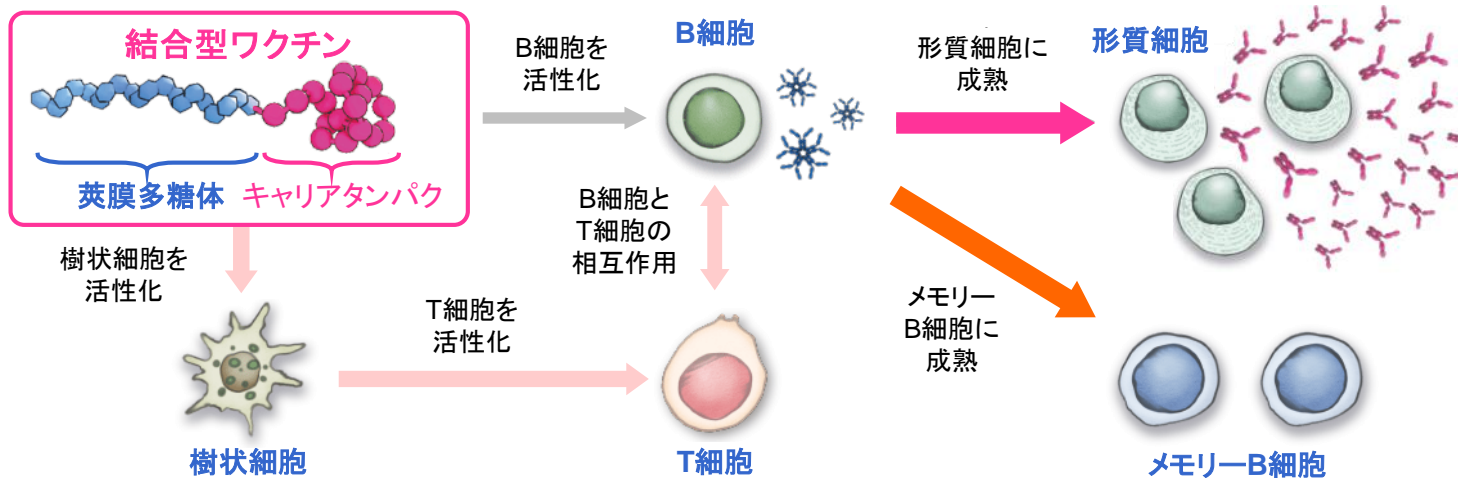 結合型ワクチン
莢膜多糖体
キャリアタンパク
B細胞を
活性化
B細胞
形質細胞に
成熟
形質細胞
樹状細胞を
活性化
B細胞と
T細胞の
相互作用
T細胞を
活性化
メモリー
B細胞に
成熟
樹状細胞
T細胞
メモリーB細胞